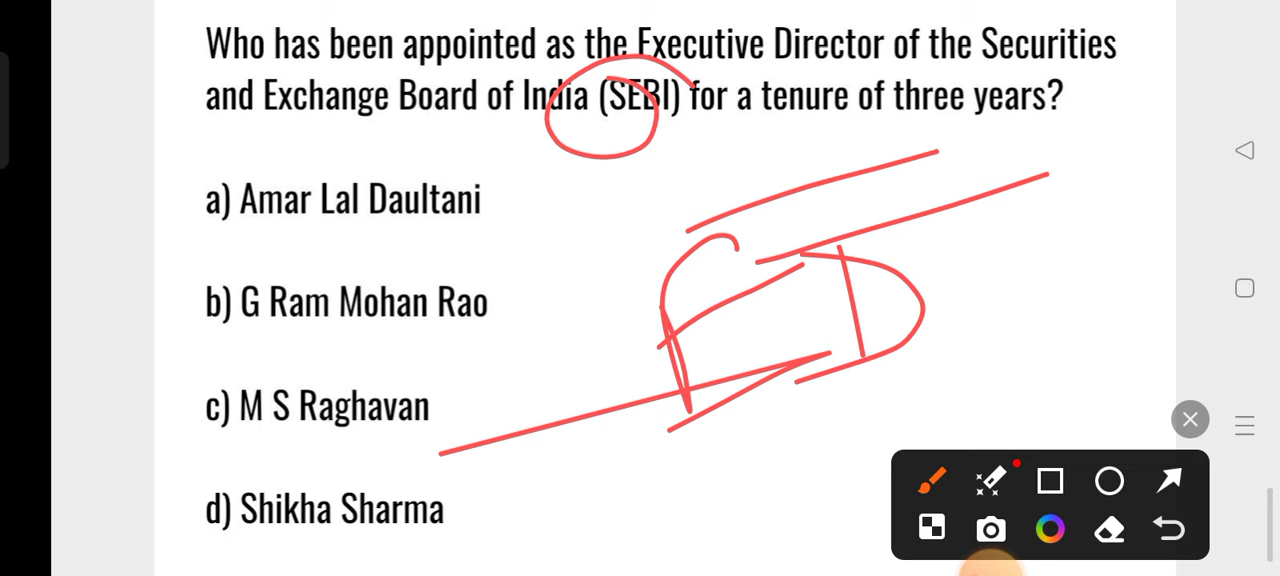 Who has been appointed as the Executive Director of the Securities
and Exchange Board of India (SEBI) for a tenure of three years?
a) Amar Lal Daultani
b) G Ram Mohan Rao
c) M S Raghavan
d) Shikha Sharma
ED